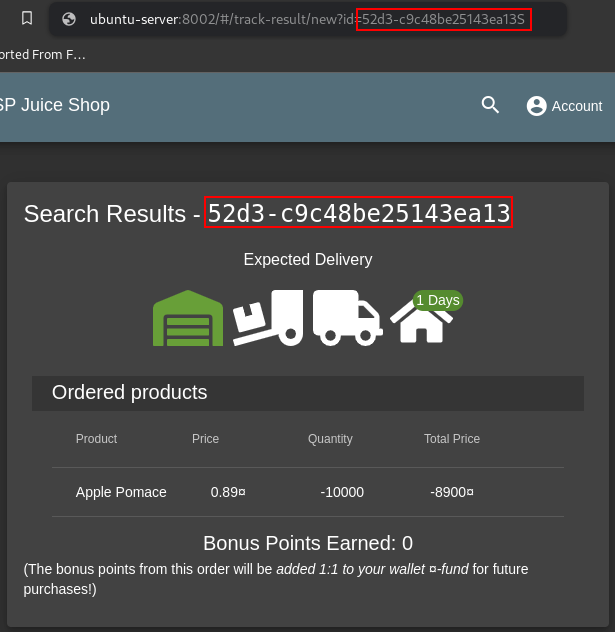 ubuntu-server:8002/#/track-result/new?id=52d3-c9c48be25143ea13S
orted From F…
SP Juice Shop
Account
Search Results - 52d3-c9c48be25143ea13
Expected Delivery
1 Days
Ordered products
Product Price Quantity Total Price
Apple Pomace 0.89¤ -10000 -8900¤
Bonus Points Earned: 0
(The bonus points from this order will be added 1:1 to your wallet ¤-fund for future
purchases!)